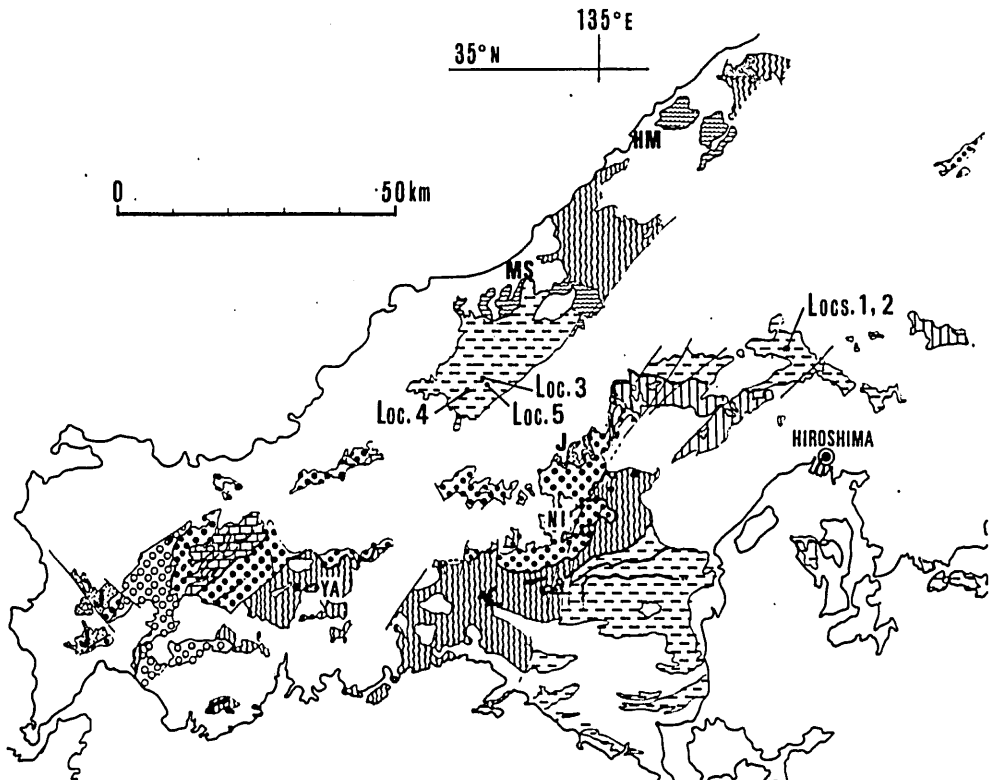 135°E
35°N
HM
0
50km
MS
Locs. 1, 2
Loc. 3
Loc. 4
Loc. 5
J
HIROSHIMA
NI
YA